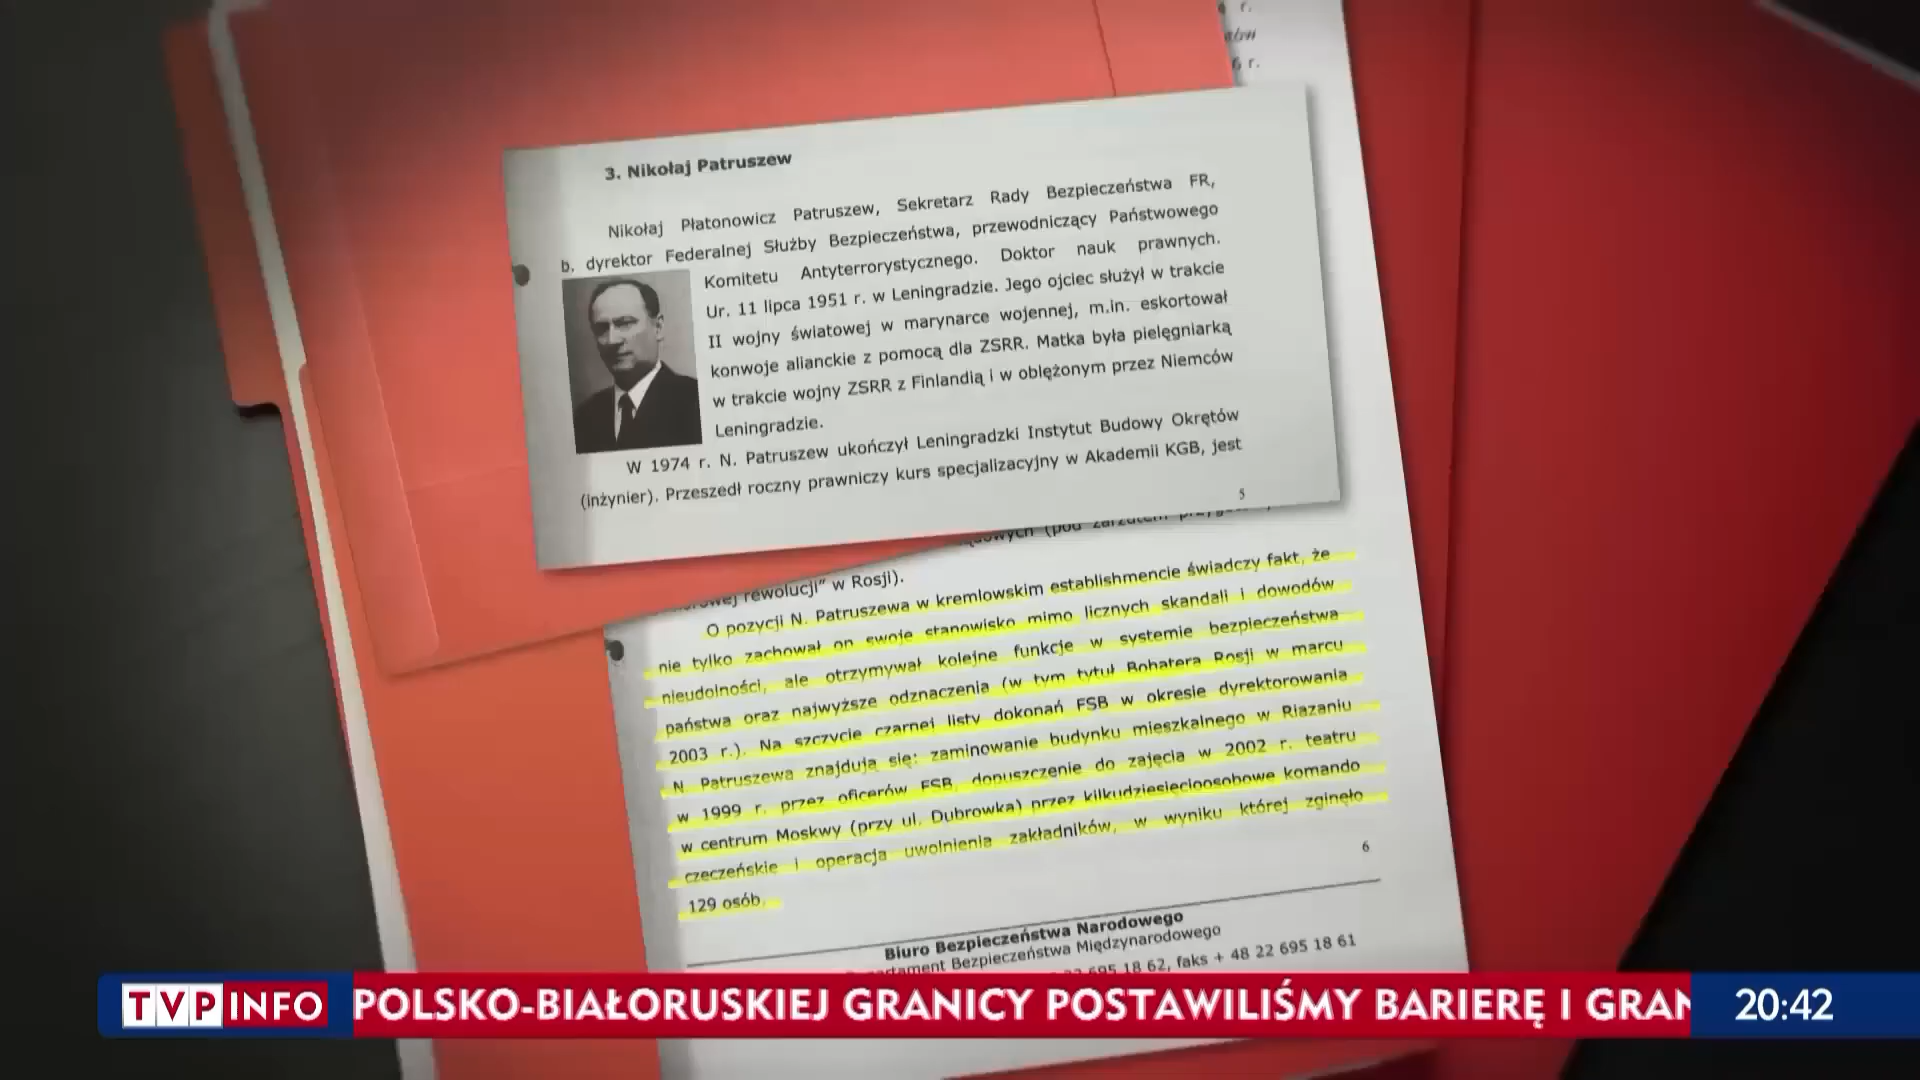 r.
6 r.
3. Nikołaj Patruszew
Nikołaj Płatonowicz Patruszew, Sekretarz Rady Bezpieczeństwa FR,
b. dyrektor Federalnej Służby Bezpieczeństwa, przewodniczący Państwowego
Komitetu Antyterrorystycznego. Doktor nauk prawnych.
Ur. 11 lipca 1951 r. w Leningradzie. Jego ojciec służył w trakcie
II wojny światowej w marynarce wojennej, m.in. eskortował
konwoje alianckie z pomocą dla ZSRR. Matka była pielęgniarką
w trakcie wojny ZSRR z Finlandią i w oblężonym przez Niemców
Leningradzie.
W 1974 r. N. Patruszew ukończył Leningradzki Instytut Budowy Okrętów
(inżynier). Przeszedł roczny prawniczy kurs specjalizacyjny w Akademii KGB, jest
5
(pod zarzutem
rewolucji” w Rosji).
O pozycji N. Patruszewa w kremlowskim establishmencie świadczy fakt, że
nie tylko zachował on swoje stanowisko mimo licznych skandali i dowodów
nieudolności, ale otrzymywał kolejne funkcje w systemie bezpieczeństwa
państwa oraz najwyższe odznaczenia (w tym tytuł Bohatera Rosji w marcu
2003 r.). Na szczycie czarnej listy dokonań FSB w okresie dyrektorowania
N. Patruszewa znajdują się: zaminowanie budynku mieszkalnego w Riazaniu
w 1999 r. przez oficerów FSB, dopuszczenie do zajęcia w 2002 r. teatru
w centrum Moskwy (przy ul. Dubrowka) przez kilkudziesięcioosobowe komando
czeczeńskie i operacja uwolnienia zakładników, w wyniku której zginęło
129 osób.
6
Biuro Bezpieczeństwa Narodowego
Bezpieczeństwa Międzynarodowego
695 18 62, faks + 48 22 695 18 61
TVP INFO POLSKO-BIAŁORUSKIEJ GRANICY POSTAWILIŚMY BARIERĘ I GRAN 20:42